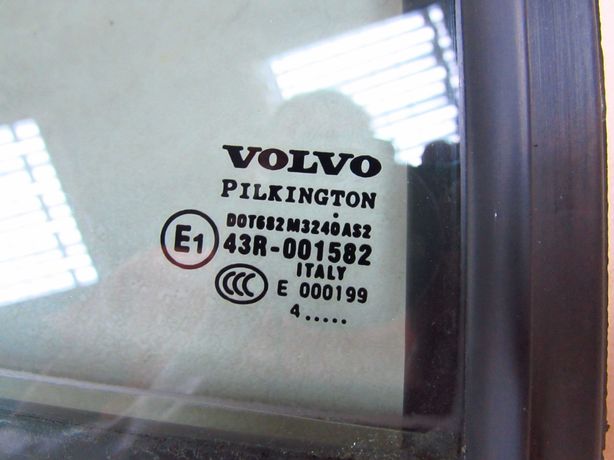 VOLVO
PILKINGTON
DOT682M3240AS2
E1 43R-001582
ITALY
CCC E 000199
4.....